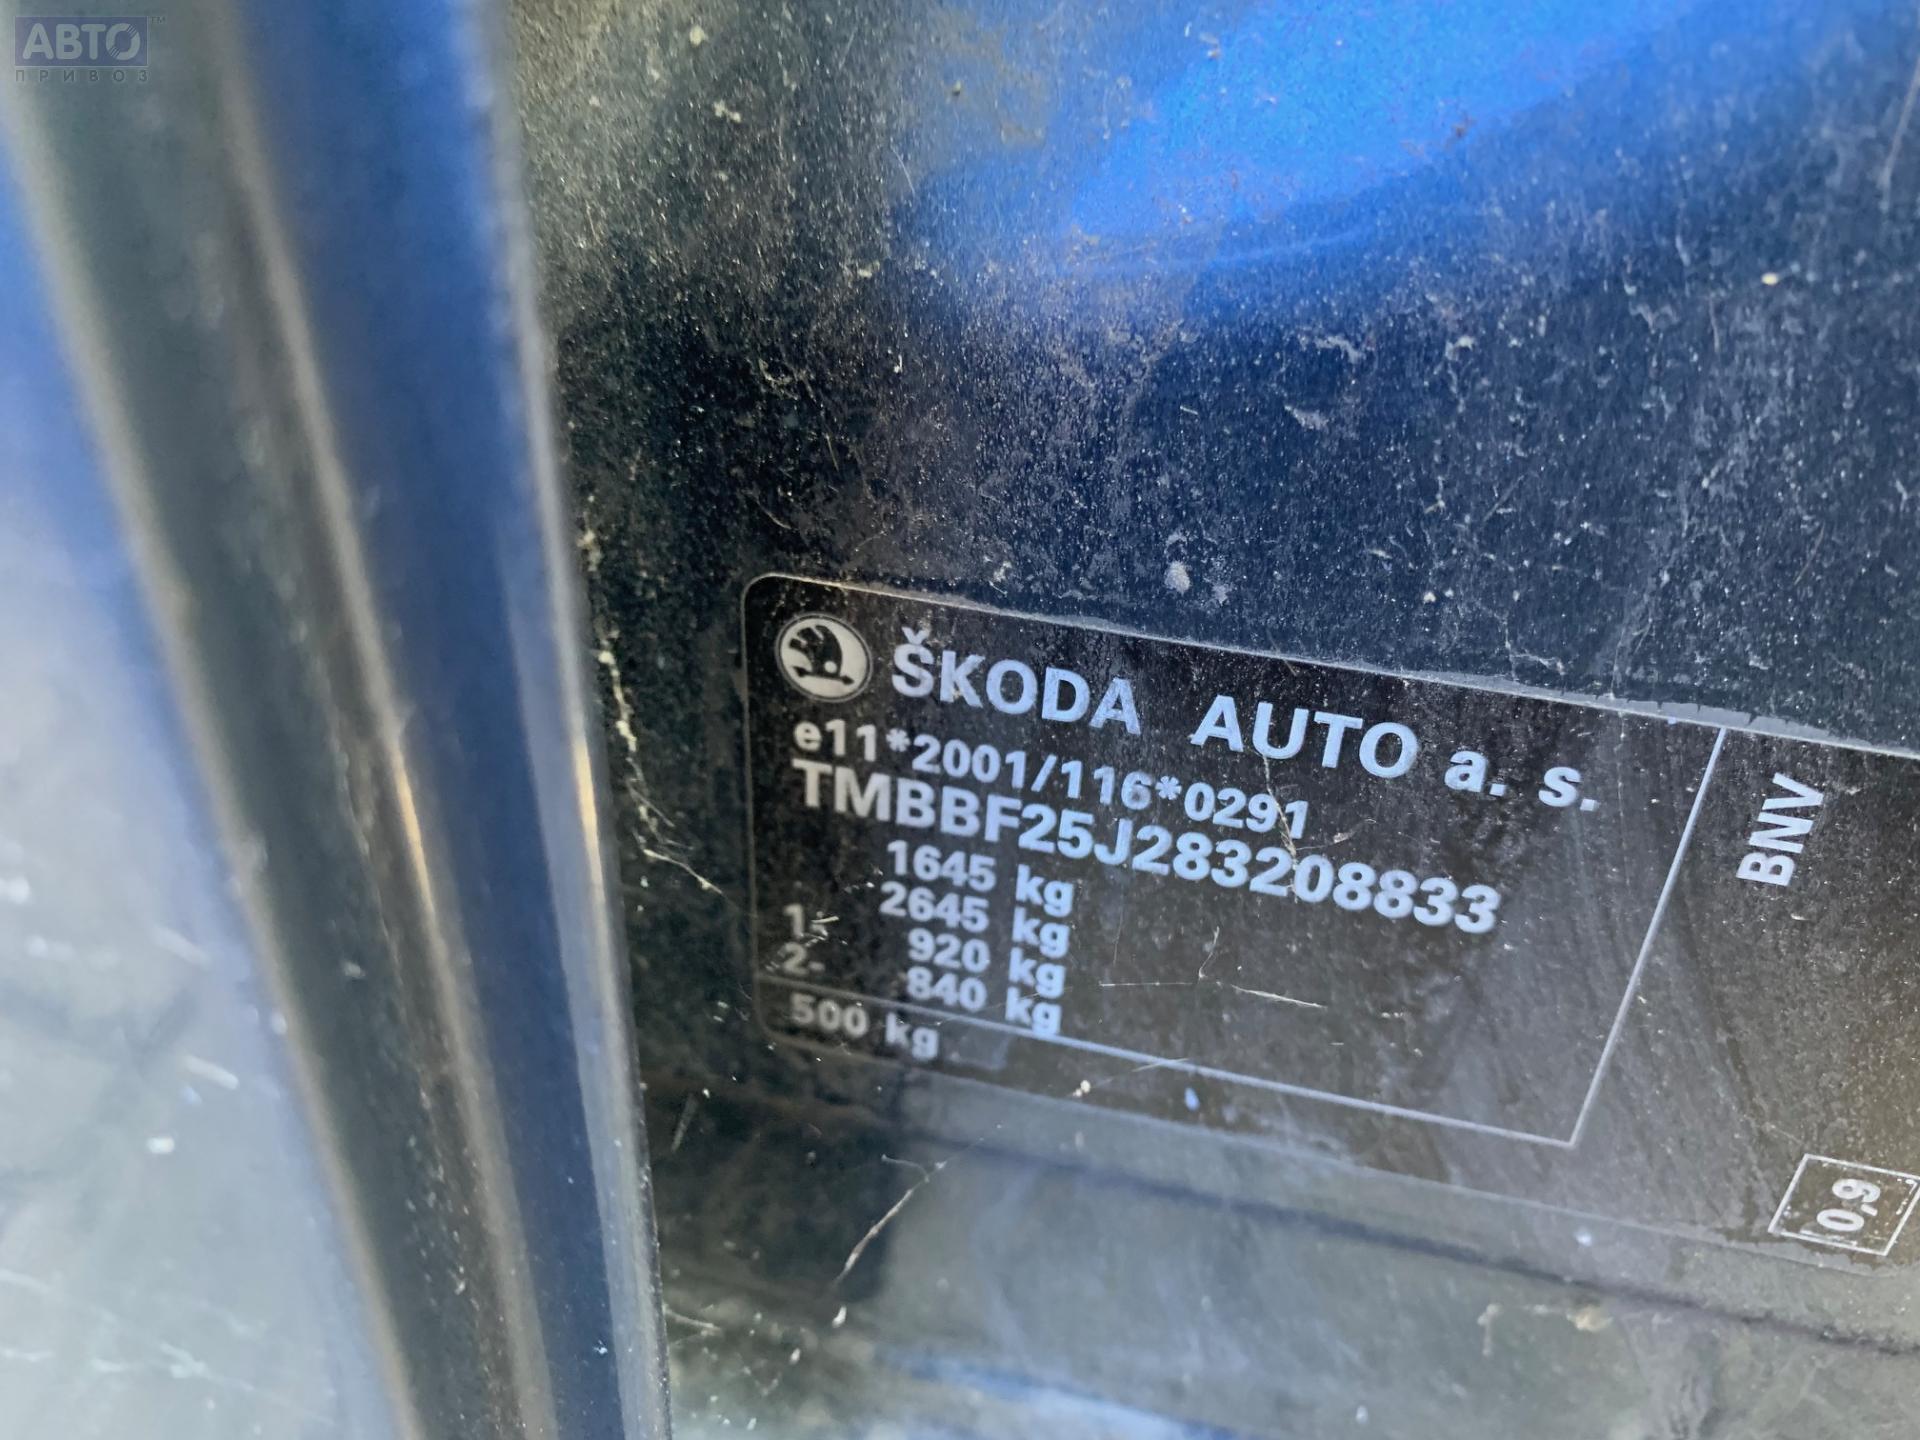 АВТО™
ПРИВОЗ
ŠKODA AUTO a. s.
e11*2001/116*0291
TMBBF25J283208833
1645 kg
2645 kg
1- 920 kg
2- 840 kg
500 kg
BNV
0,9